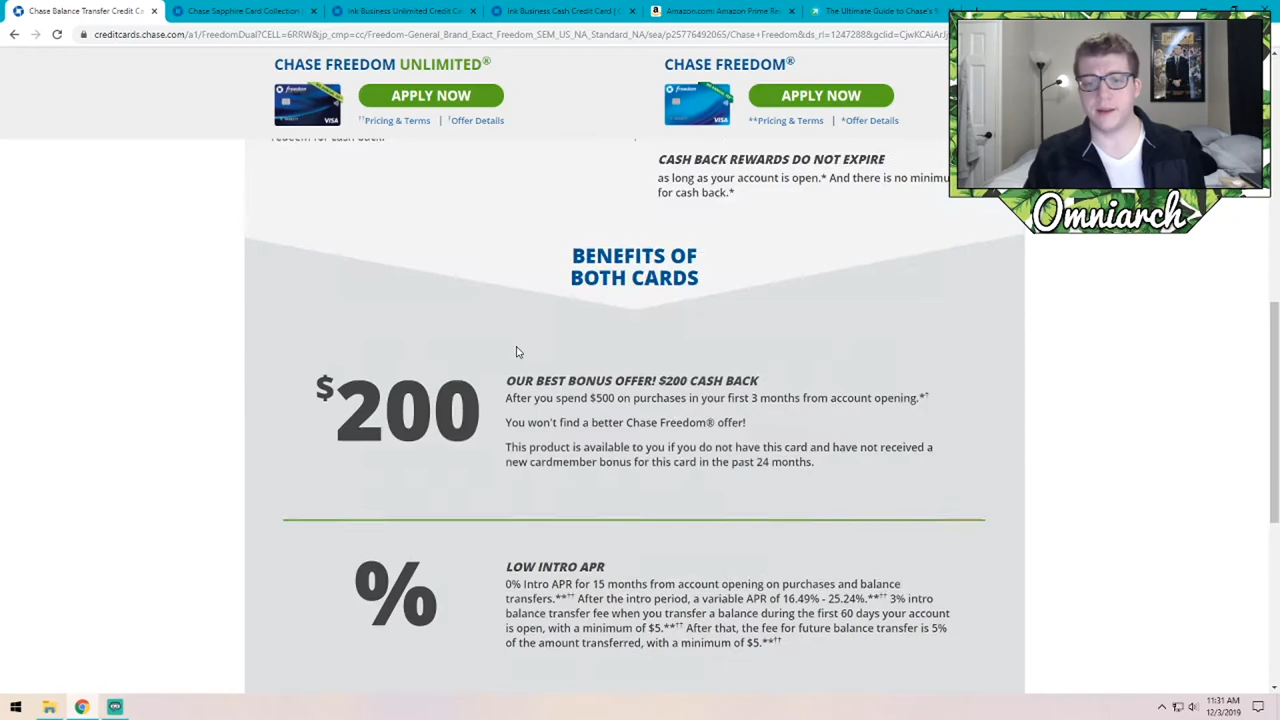 Chase Balance Transfer Credit Ca
Chase Sapphire Card Collection |
Ink Business Unlimited Credit Ca
Ink Business Cash Credit Card | C
Amazon.com: Amazon Prime Re
The Ultimate Guide to Chase's 5
creditcards.chase.com/a1/FreedomDual?CELL=6RRW&jp_cmp=cc/Freedom-General_Brand_Exact_Freedom_SEM_US_NA_Standard_NA/sea/p25776492065/Chase+Freedom&ds_rl=1247288&gclid=
CHASE FREEDOM UNLIMITED®
APPLY NOW
††Pricing & Terms | †Offer Details
CHASE FREEDOM®
APPLY NOW
**Pricing & Terms | *Offer Details
freedom
VISA
freedom
VISA
redeem for cash back.
CASH BACK REWARDS DO NOT EXPIRE
as long as your account is open.* And there is no minimu
for cash back.*
Omniarch
BENEFITS OF
BOTH CARDS
$200
OUR BEST BONUS OFFER! $200 CASH BACK
After you spend $500 on purchases in your first 3 months from account opening.*†
You won't find a better Chase Freedom® offer!
This product is available to you if you do not have this card and have not received a
new cardmember bonus for this card in the past 24 months.
%
LOW INTRO APR
0% Intro APR for 15 months from account opening on purchases and balance
transfers.**†† After the intro period, a variable APR of 16.49% - 25.24%.**†† 3% intro
balance transfer fee when you transfer a balance during the first 60 days your account
is open, with a minimum of $5.**†† After that, the fee for future balance transfer is 5%
of the amount transferred, with a minimum of $5.**††
11:31 AM
12/3/2019